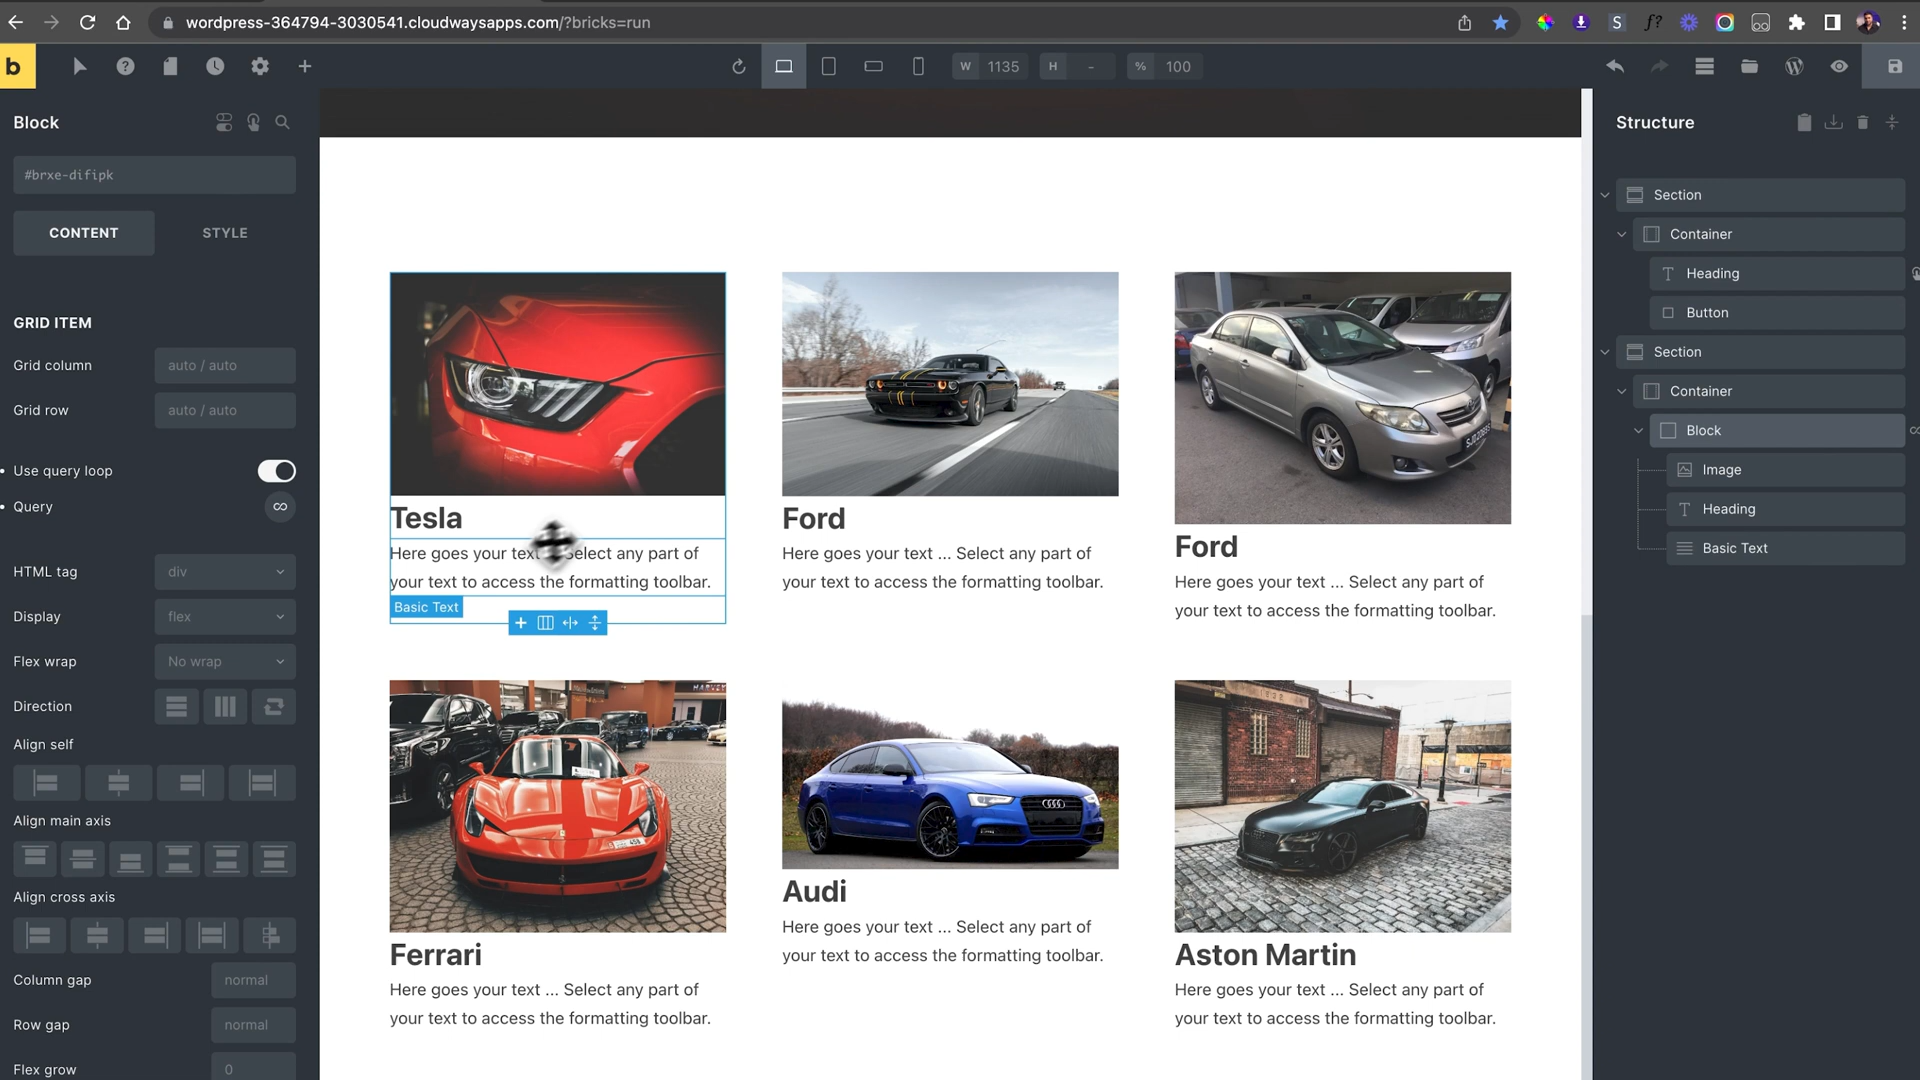 wordpress-364794-3030541.cloudwaysapps.com/?bricks=run
S
f?
b
W 1135
H -
% 100
Block
#brxe-difipk
CONTENT
STYLE
GRID ITEM
Grid column
auto / auto
Grid row
auto / auto
Use query loop
Query
HTML tag
div
Display
flex
Flex wrap
No wrap
Direction
Align self
Align main axis
Align cross axis
Column gap
normal
Row gap
normal
Flex grow
0
Tesla
Here goes your text Select any part of
your text to access the formatting toolbar.
Basic Text
Ford
Here goes your text ... Select any part of
your text to access the formatting toolbar.
Ford
Here goes your text ... Select any part of
your text to access the formatting toolbar.
Ferrari
Here goes your text ... Select any part of
your text to access the formatting toolbar.
Audi
Here goes your text ... Select any part of
your text to access the formatting toolbar.
Aston Martin
Here goes your text ... Select any part of
your text to access the formatting toolbar.
Structure
Section
Container
Heading
Button
Section
Container
Block
Image
Heading
Basic Text